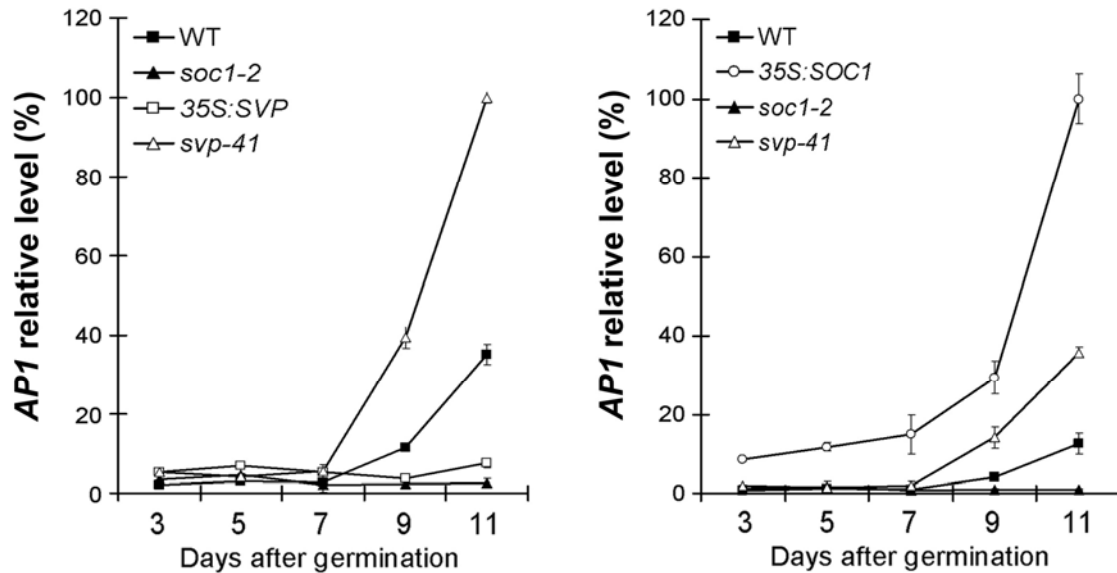 120
100
80
60
40
20
0
AP1 relative level (%)
WT
soc1-2
35S:SVP
svp-41
3 5 7 9 11
Days after germination
120
100
80
60
40
20
0
AP1 relative level (%)
WT
35S:SOC1
soc1-2
svp-41
3 5 7 9 11
Days after germination